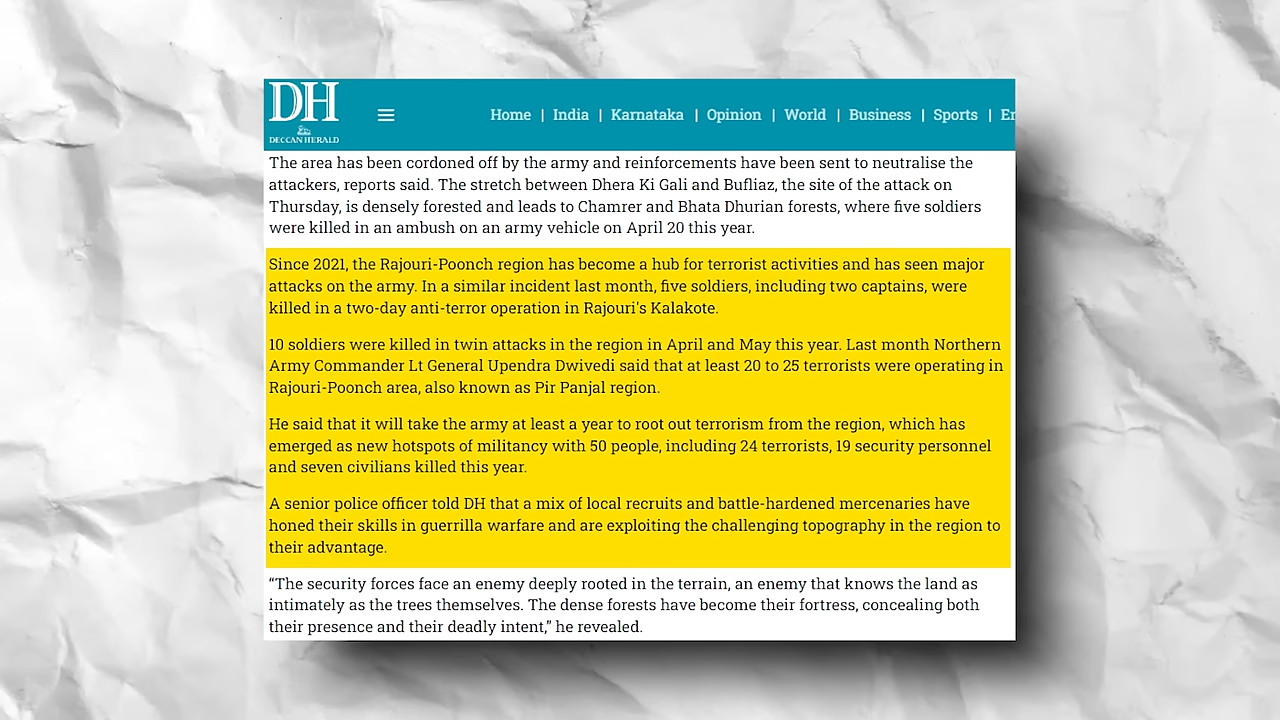 DH
DECCAN HERALD
Home | India | Karnataka | Opinion | World | Business | Sports | Er
The area has been cordoned off by the army and reinforcements have been sent to neutralise the
attackers, reports said. The stretch between Dhera Ki Gali and Bufliaz, the site of the attack on
Thursday, is densely forested and leads to Chamrer and Bhata Dhurian forests, where five soldiers
were killed in an ambush on an army vehicle on April 20 this year.
Since 2021, the Rajouri-Poonch region has become a hub for terrorist activities and has seen major
attacks on the army. In a similar incident last month, five soldiers, including two captains, were
killed in a two-day anti-terror operation in Rajouri's Kalakote.
10 soldiers were killed in twin attacks in the region in April and May this year. Last month Northern
Army Commander Lt General Upendra Dwivedi said that at least 20 to 25 terrorists were operating in
Rajouri-Poonch area, also known as Pir Panjal region.
He said that it will take the army at least a year to root out terrorism from the region, which has
emerged as new hotspots of militancy with 50 people, including 24 terrorists, 19 security personnel
and seven civilians killed this year.
A senior police officer told DH that a mix of local recruits and battle-hardened mercenaries have
honed their skills in guerrilla warfare and are exploiting the challenging topography in the region to
their advantage.
“The security forces face an enemy deeply rooted in the terrain, an enemy that knows the land as
intimately as the trees themselves. The dense forests have become their fortress, concealing both
their presence and their deadly intent,” he revealed.